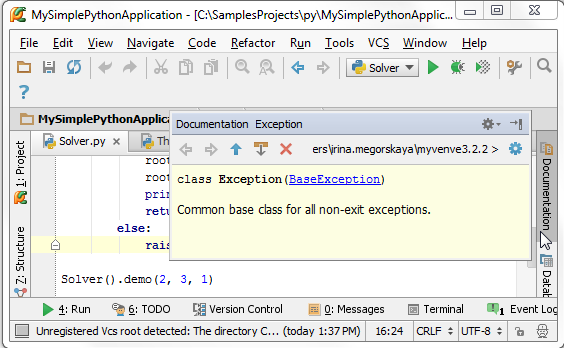 MySimplePythonApplication - [C:\SamplesProjects\py\MySimplePythonApplic...
File Edit View Navigate Code Refactor Run Tools VCS Window Help
Solver
?
MySimplePythonApplication
Documentation Exception
Solver.py
Th
ers\irina.megorskaya\myvenve3.2.2 >
1: Project
Z: Structure
Documentation
Datab
class Exception(BaseException)
Common base class for all non-exit exceptions.
root
root
prin
retu
else:
rais
Solver().demo(2, 3, 1)
4: Run 6: TODO Version Control 0: Messages Terminal 1 Event Log
Unregistered Vcs root detected: The directory C... (today 1:37 PM) 16:24 CRLF UTF-8